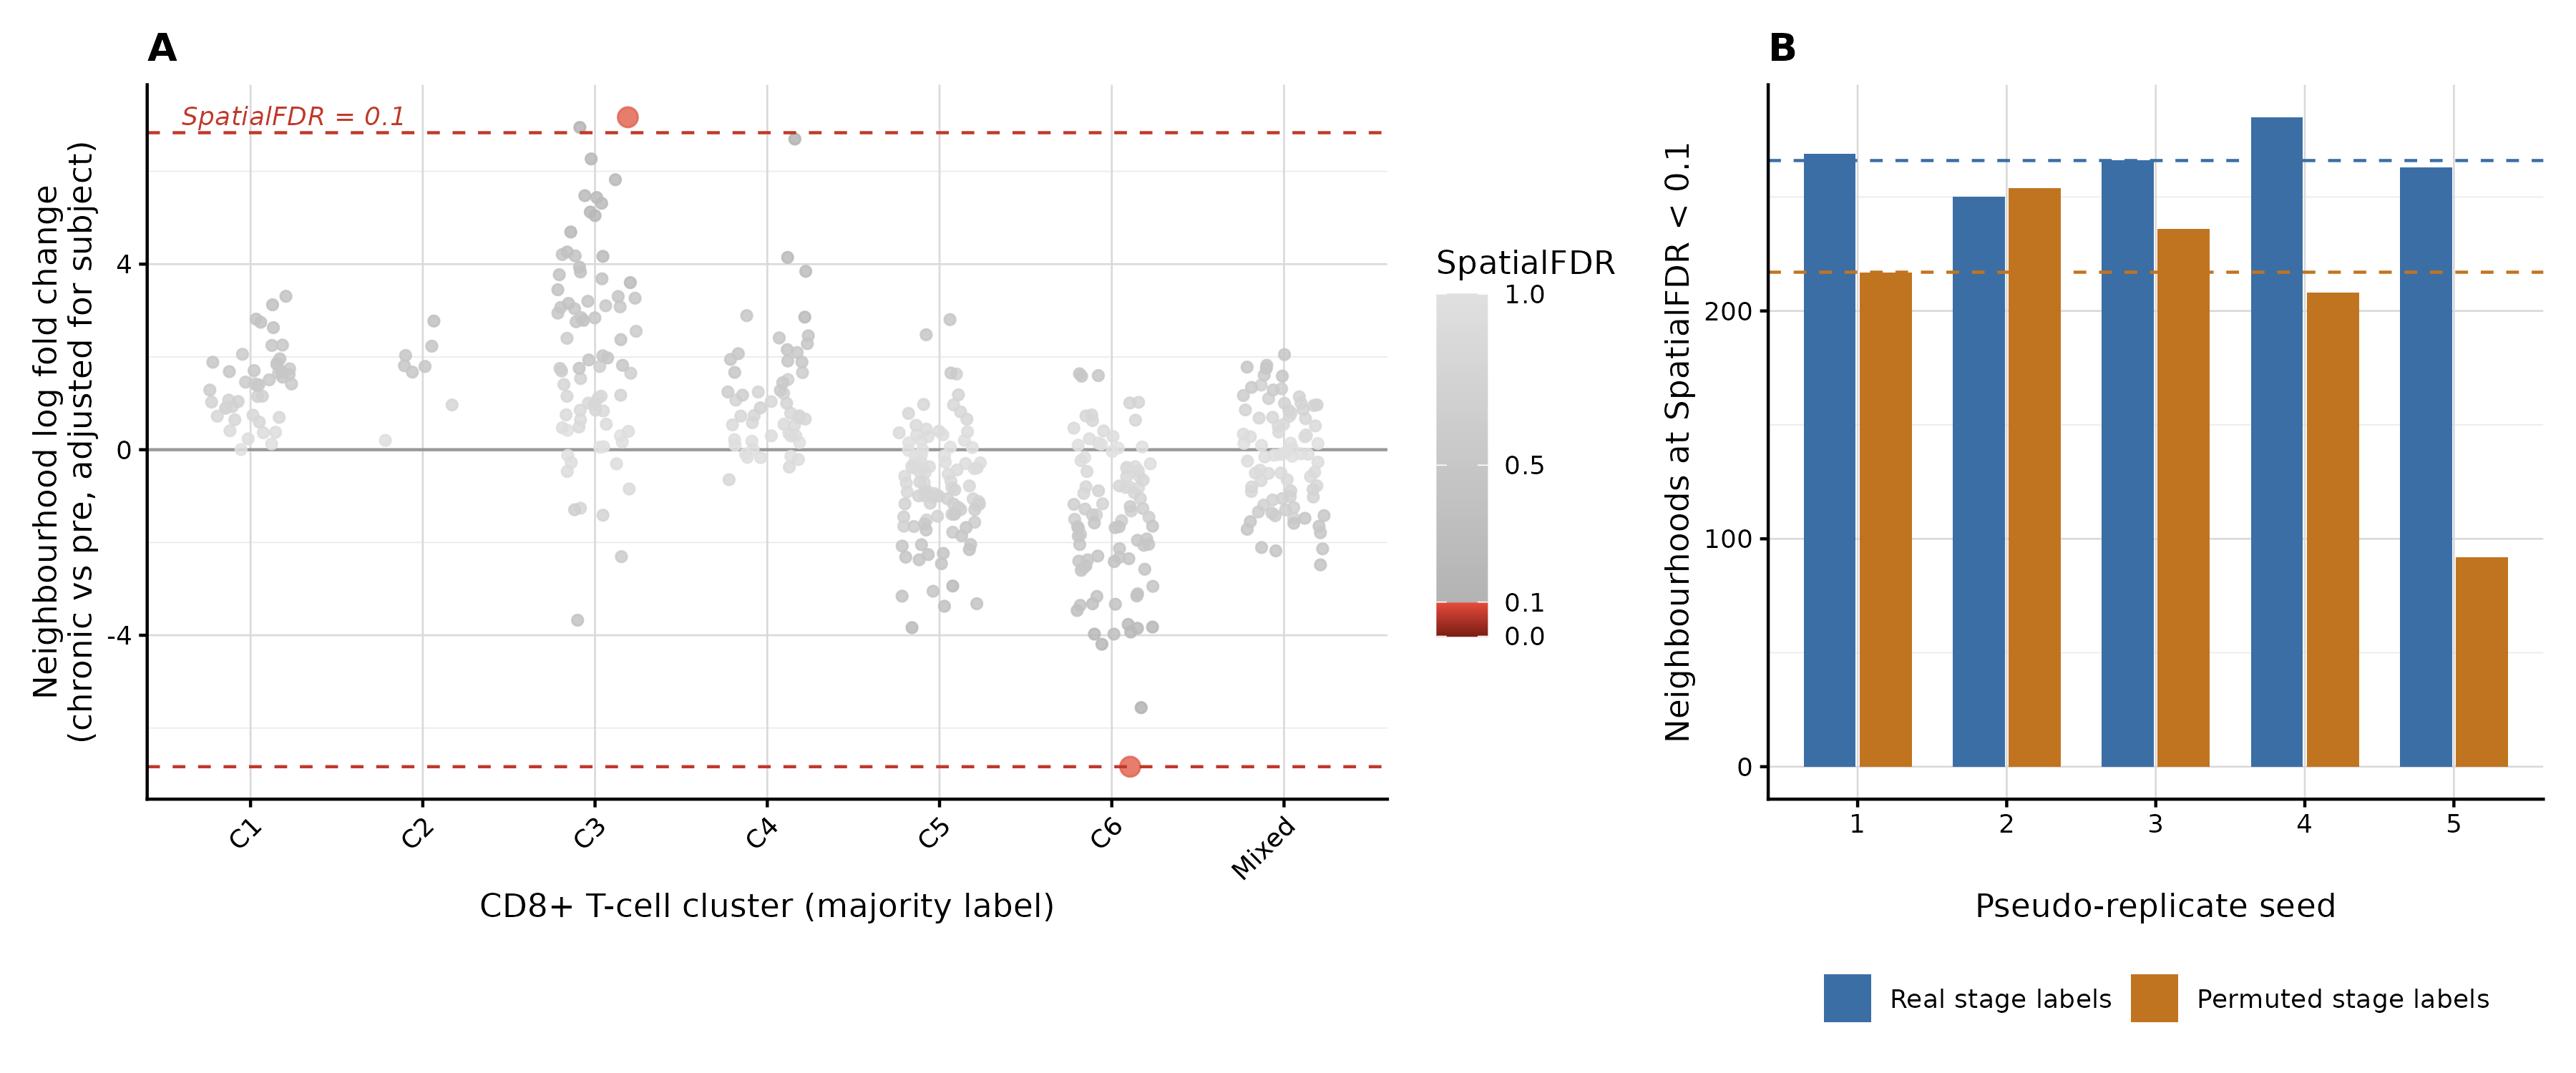 A
SpatialFDR = 0.1
Neighbourhood log fold change
(chronic vs pre, adjusted for subject)
4
0
-4
C1
C2
C3
C4
C5
C6
Mixed
CD8+ T-cell cluster (majority label)
SpatialFDR
1.0
0.5
0.1
0.0
B
Neighbourhoods at SpatialFDR < 0.1
200
100
0
1
2
3
4
5
Pseudo-replicate seed
Real stage labels
Permuted stage labels